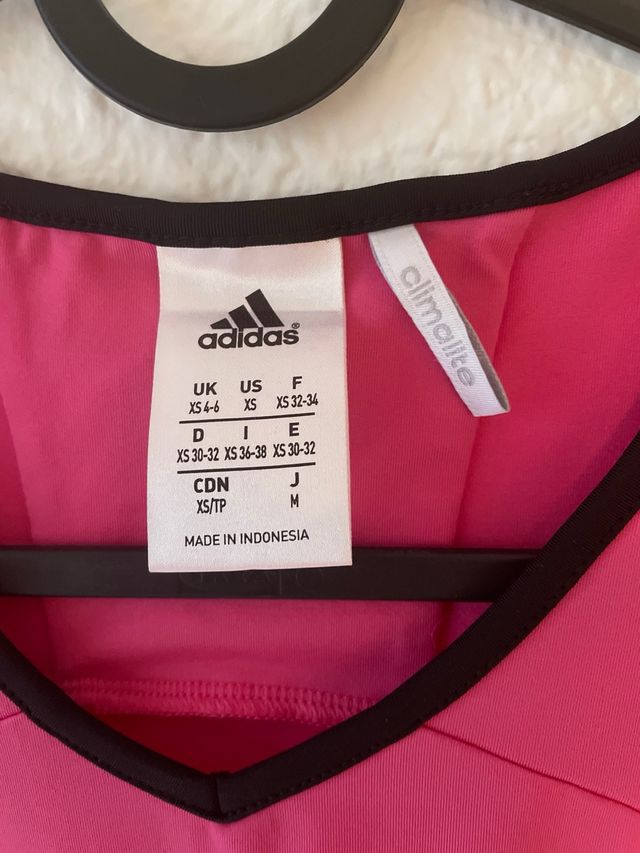 adidas®
UK US F
XS 4-6 XS XS 32-34
D I E
XS 30-32 XS 36-38 XS 30-32
CDN J
XS/TP M
MADE IN INDONESIA
climalite